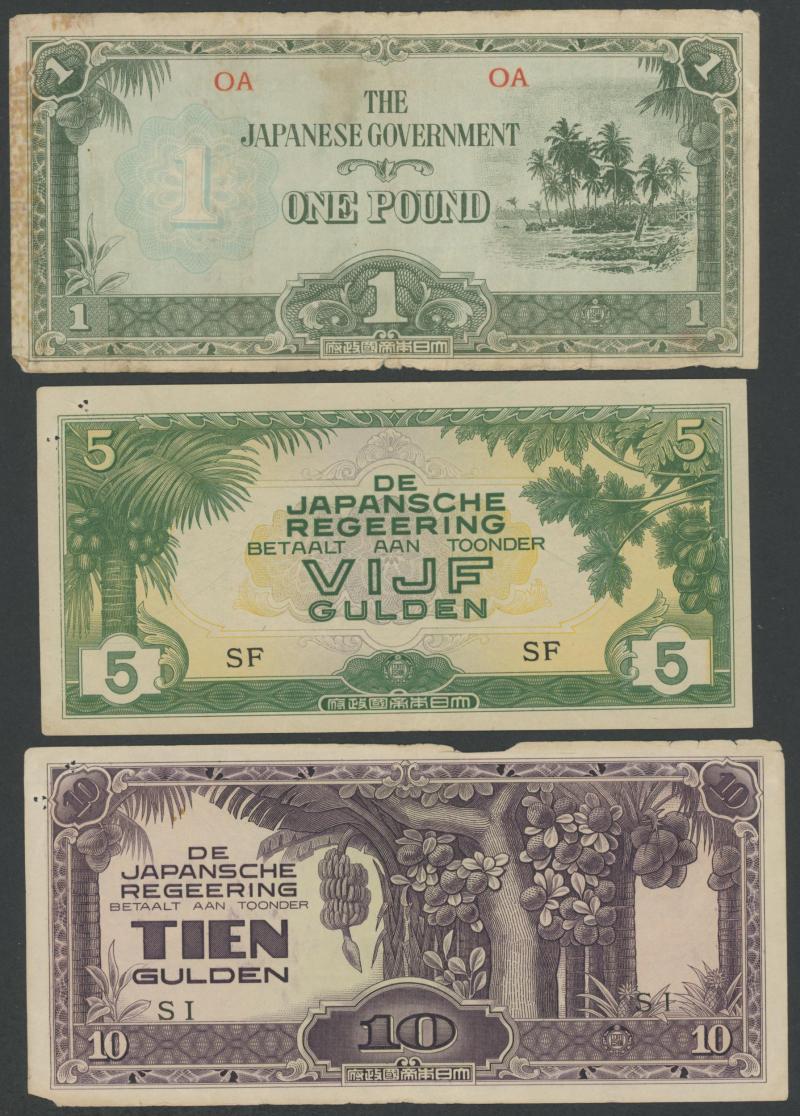 1
1
OA OA
THE
JAPANESE GOVERNMENT
1
ONE POUND
1
1
1
府政國帝本日大
5
5
DE
JAPANSCHE
REGEERING
BETAALT AAN TOONDER
VIJF
GULDEN
5
SF SF
5
府政國帝本日大
10
10
DE
JAPANSCHE
REGEERING
BETAALT AAN TOONDER
TIEN
GULDEN
SI SI
10
10
10
府政國帝本日大